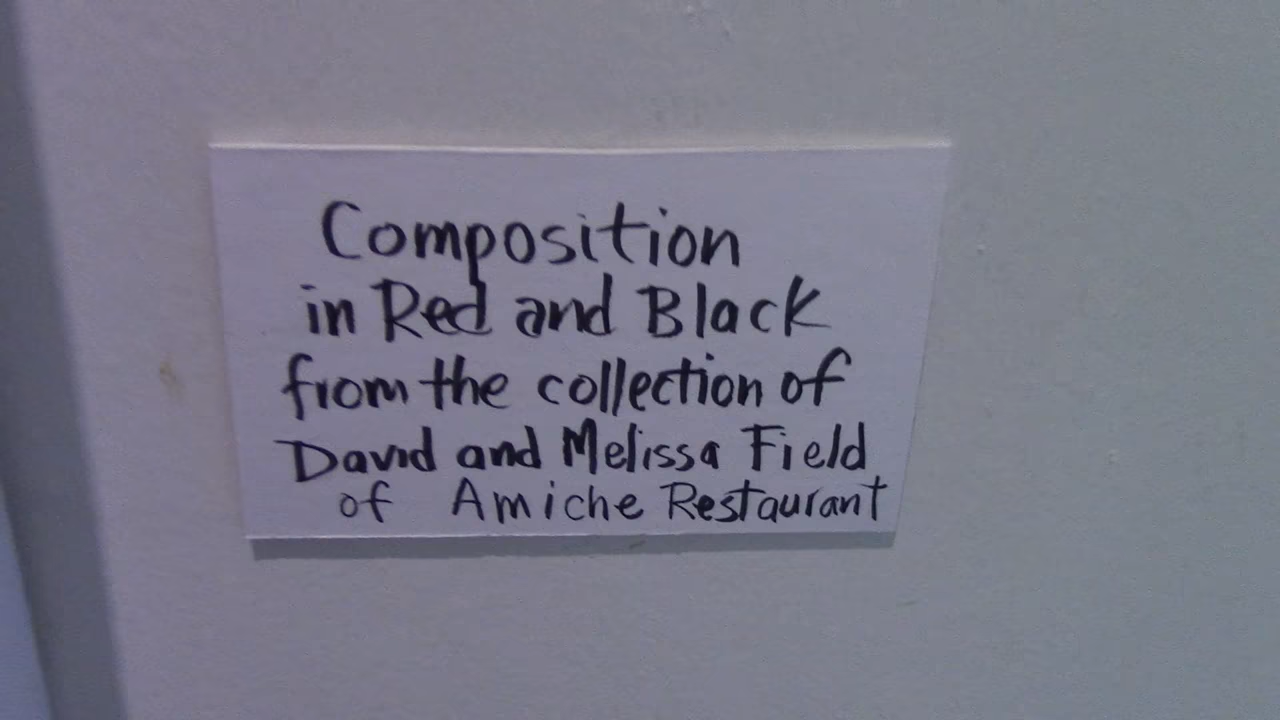 Composition
in Red and Black
from the collection of
David and Melissa Field
of Amiche Restaurant